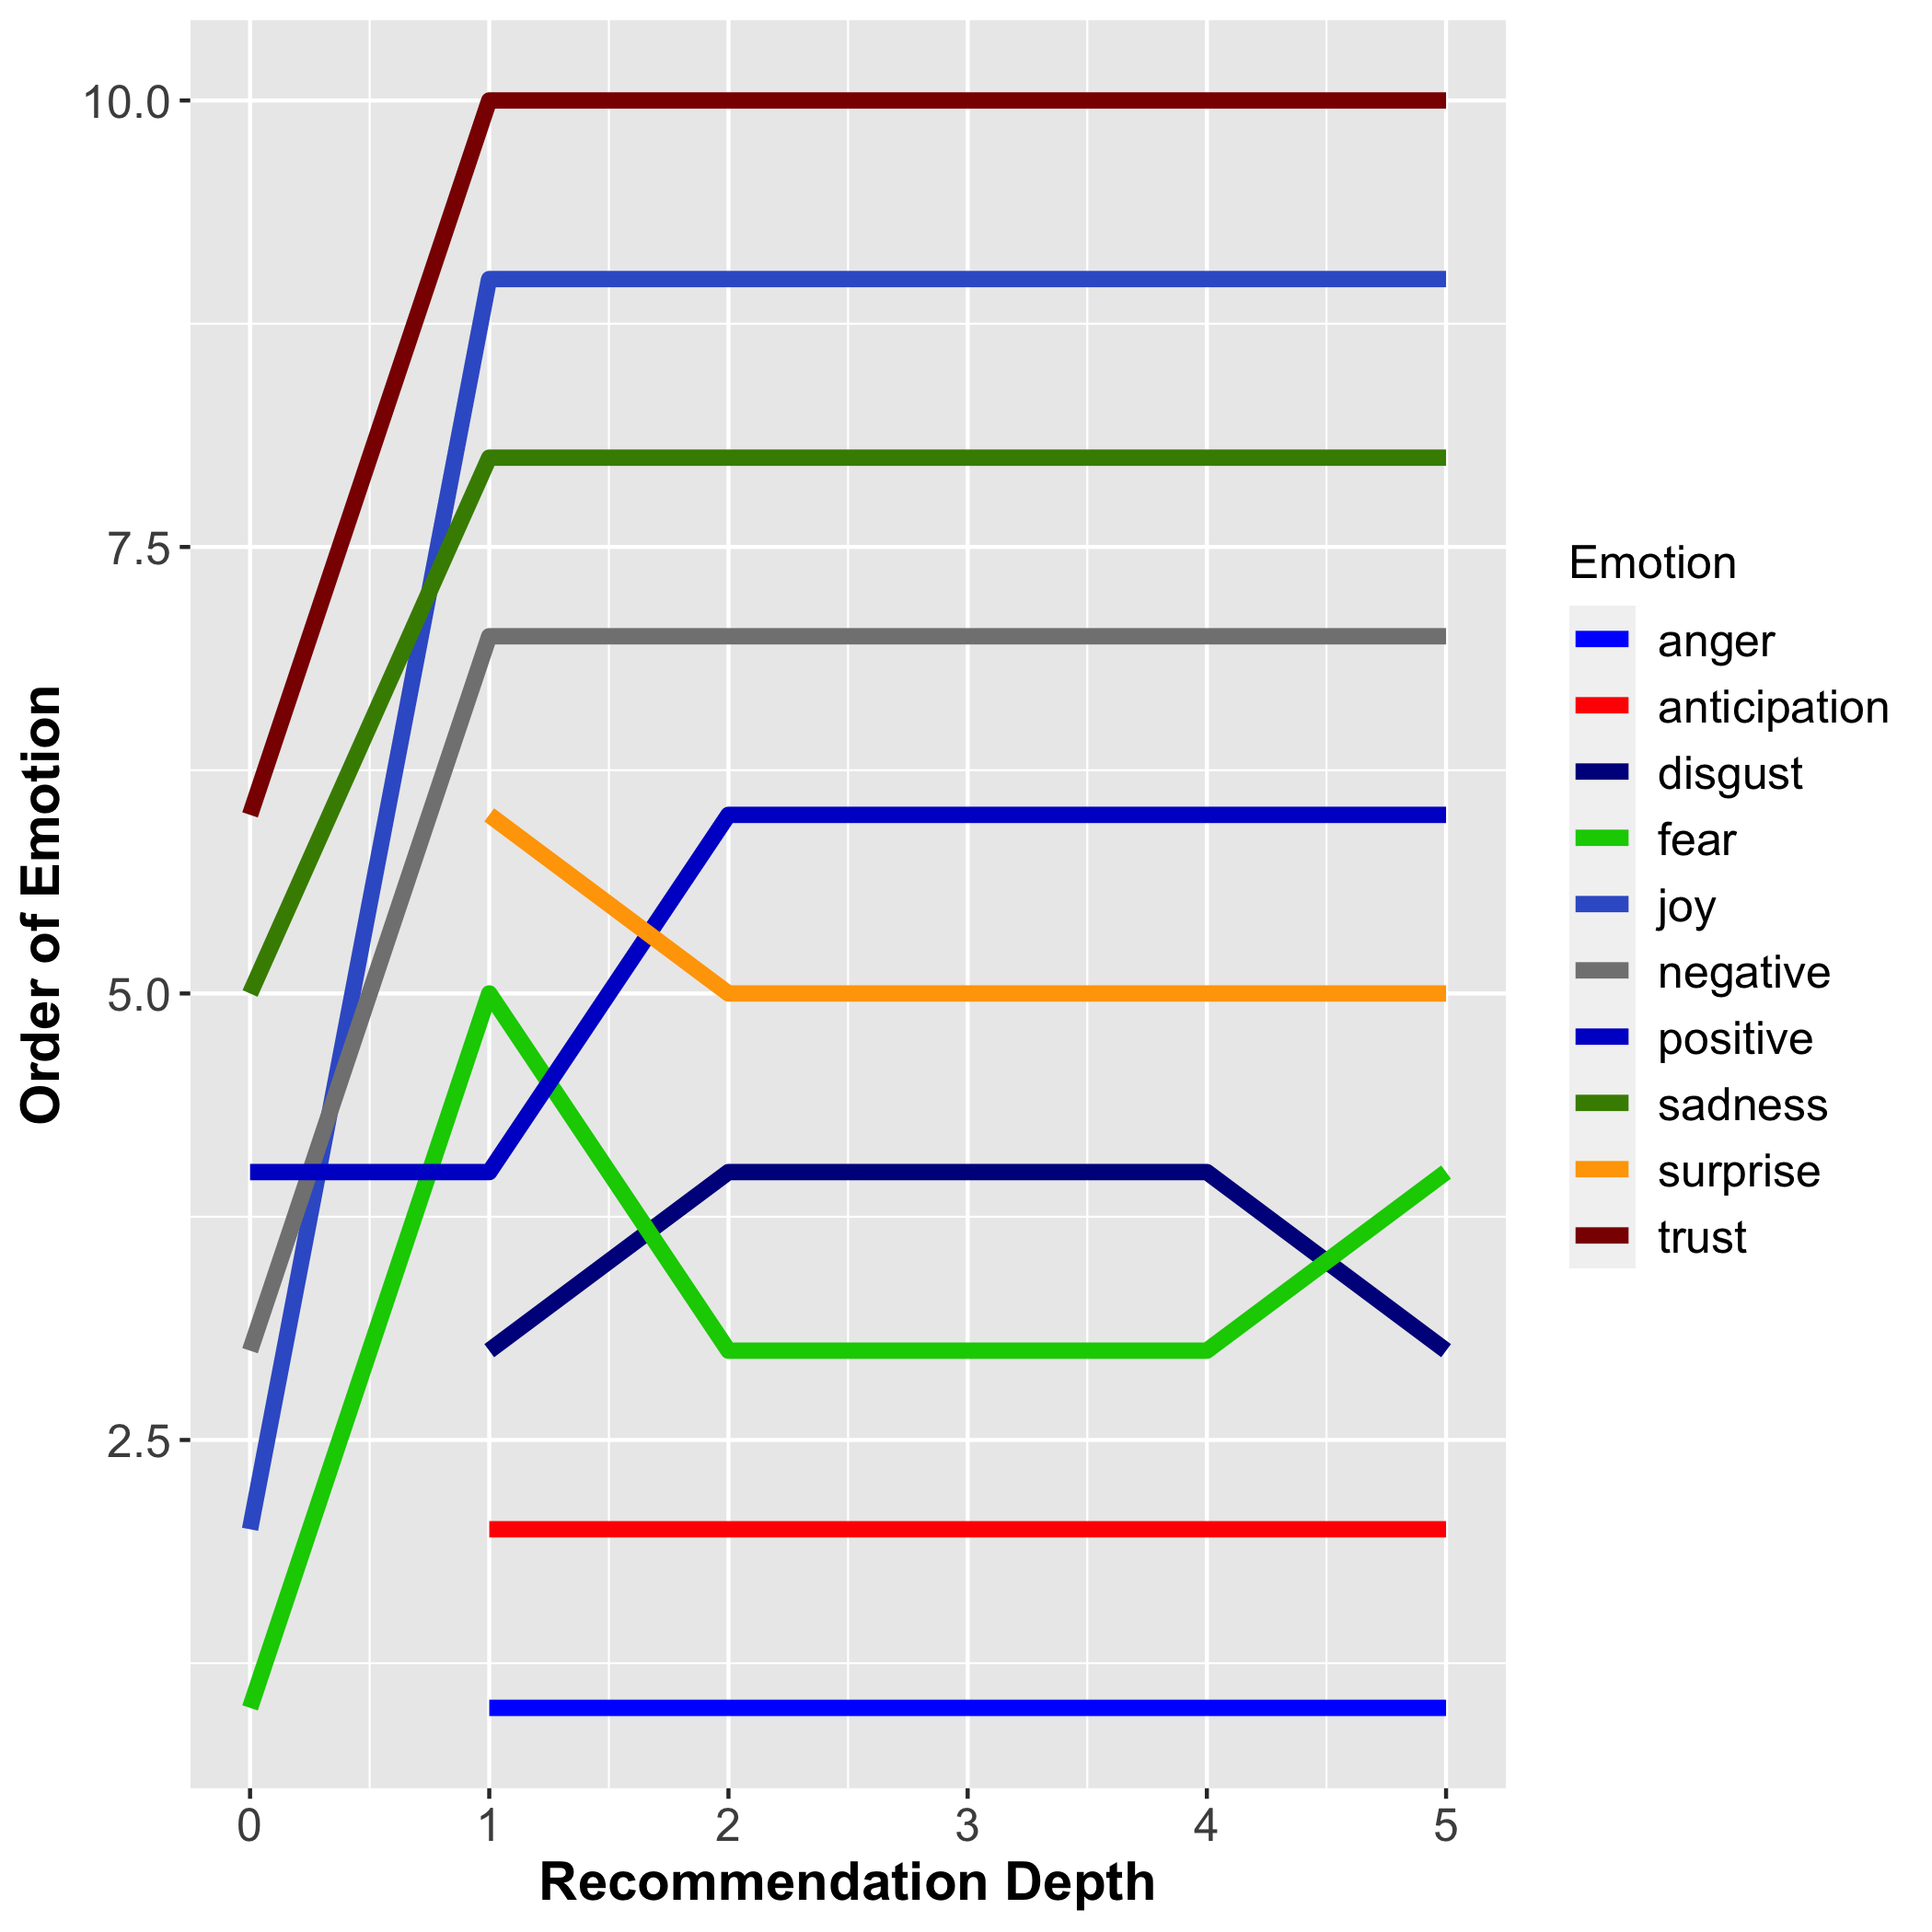 Order of Emotion
10.0
7.5
5.0
2.5
0 1 2 3 4 5
Recommendation Depth
Emotion
anger
anticipation
disgust
fear
joy
negative
positive
sadness
surprise
trust